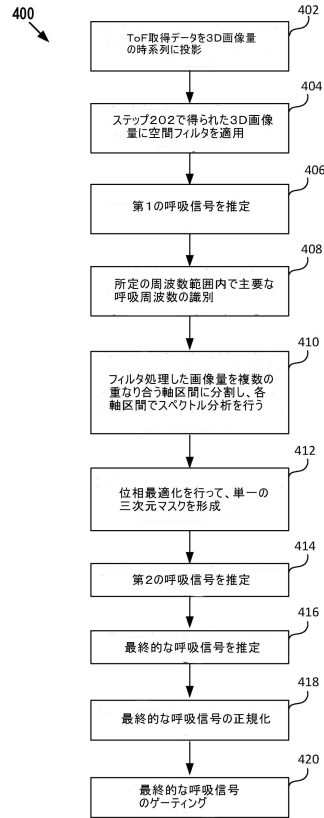 400
402
ToF取得データを3D画像量
の時系列に投影
404
ステップ202で得られた3D画像
量に空間フィルタを適用
406
第1の呼吸信号を推定
408
所定の周波数範囲内で主要な
呼吸周波数の識別
410
フィルタ処理した画像量を複数の
重なり合う軸区間に分割し、各
軸区間でスペクトル分析を行う
412
位相最適化を行って、単一の
三次元マスクを形成
414
第2の呼吸信号を推定
416
最終的な呼吸信号を推定
418
最終的な呼吸信号の正規化
420
最終的な呼吸信号
のゲーティング